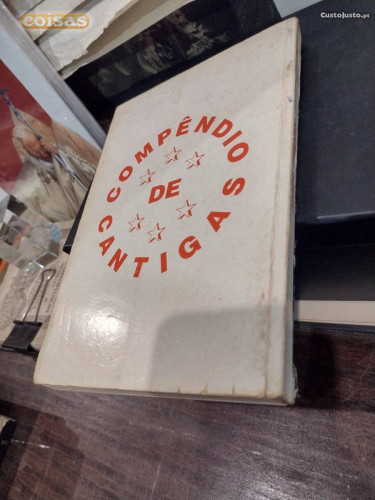 coisas
CustoJusto.pt
COMPÊNDIO
DE
CANTIGAS